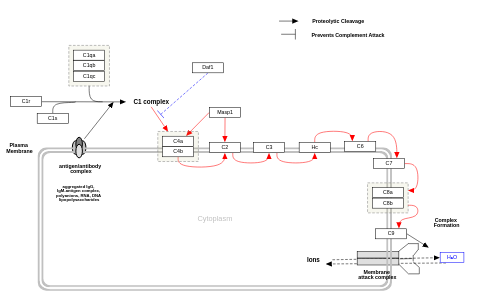 Proteolytic Cleavage
Prevents Complement Attack
C1qa
C1qb
C1qc
Daf1
C1r
C1 complex
C1s
Masp1
Plasma
Membrane
C4a
C4b
C2
C3
Hc
C6
C7
antigen/antibody
complex
aggregated IgG,
IgM-antigen complex,
polyanions, RNA, DNA
lipopolysaccharides
C8a
C8b
Cytoplasm
C9
Complex
Formation
Ions
H₂O
Membrane
attack complex